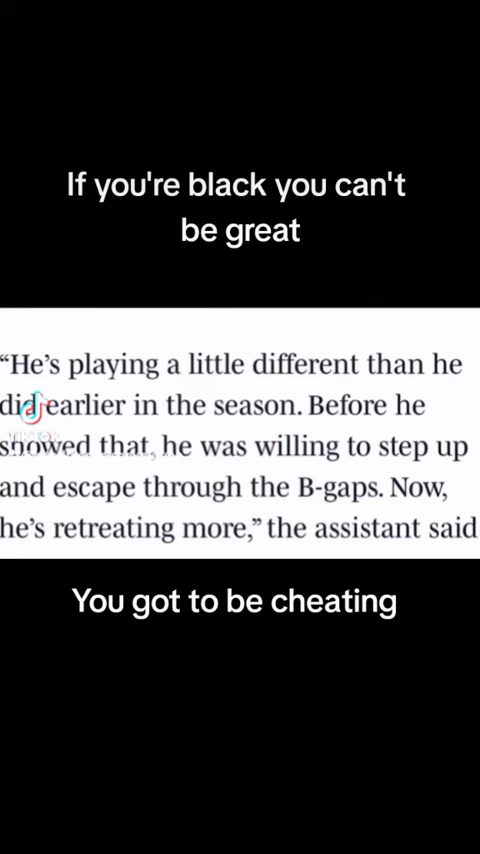 If you're black you can't
be great
“He’s playing a little different than he
did earlier in the season. Before he
showed that, he was willing to step up
and escape through the B-gaps. Now,
he’s retreating more,” the assistant said
TikTok
You got to be cheating